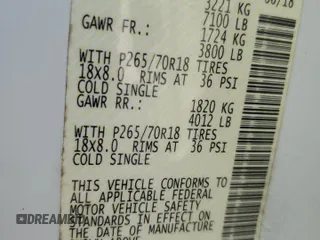 3221 KG
7100 LB
GAWR FR.: 1724 KG
3800 LB
WITH P265/70R18 TIRES
18X8.0 RIMS AT 36 PSI
COLD SINGLE
GAWR RR.: 1820 KG
4012 LB
WITH P265/70R18 TIRES
18X8.0 RIMS AT 36 PSI
COLD SINGLE
THIS VEHICLE CONFORMS TO
ALL APPLICABLE FEDERAL
MOTOR VEHICLE SAFETY
STANDARDS IN EFFECT ON
THE DATE OF MANUFACTURE